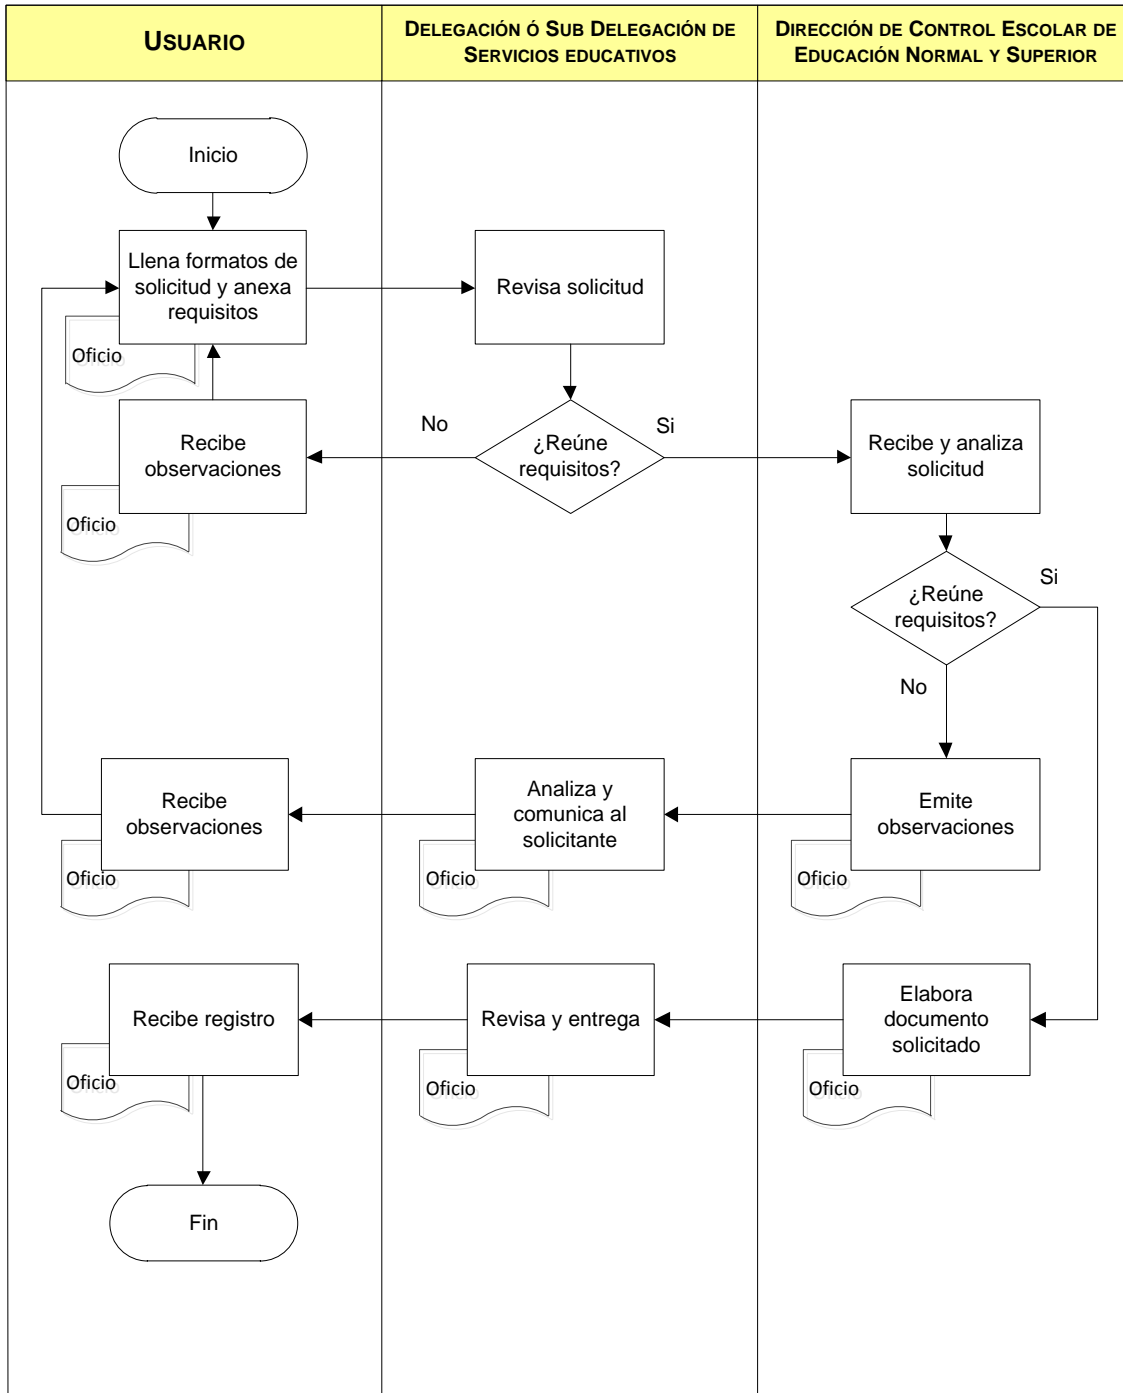 USUARIO
DELEGACIÓN Ó SUB DELEGACIÓN DE
SERVICIOS EDUCATIVOS
DIRECCIÓN DE CONTROL ESCOLAR DE
EDUCACIÓN NORMAL Y SUPERIOR
Inicio
Llena formatos de
solicitud y anexa
requisitos
Oficio
Revisa solicitud
Recibe
observaciones
Oficio
No
¿Reúne
requisitos?
Si
Recibe y analiza
solicitud
¿Reúne
requisitos?
Si
No
Recibe
observaciones
Oficio
Analiza y
comunica al
solicitante
Oficio
Emite
observaciones
Oficio
Recibe registro
Oficio
Revisa y entrega
Oficio
Elabora
documento
solicitado
Oficio
Fin